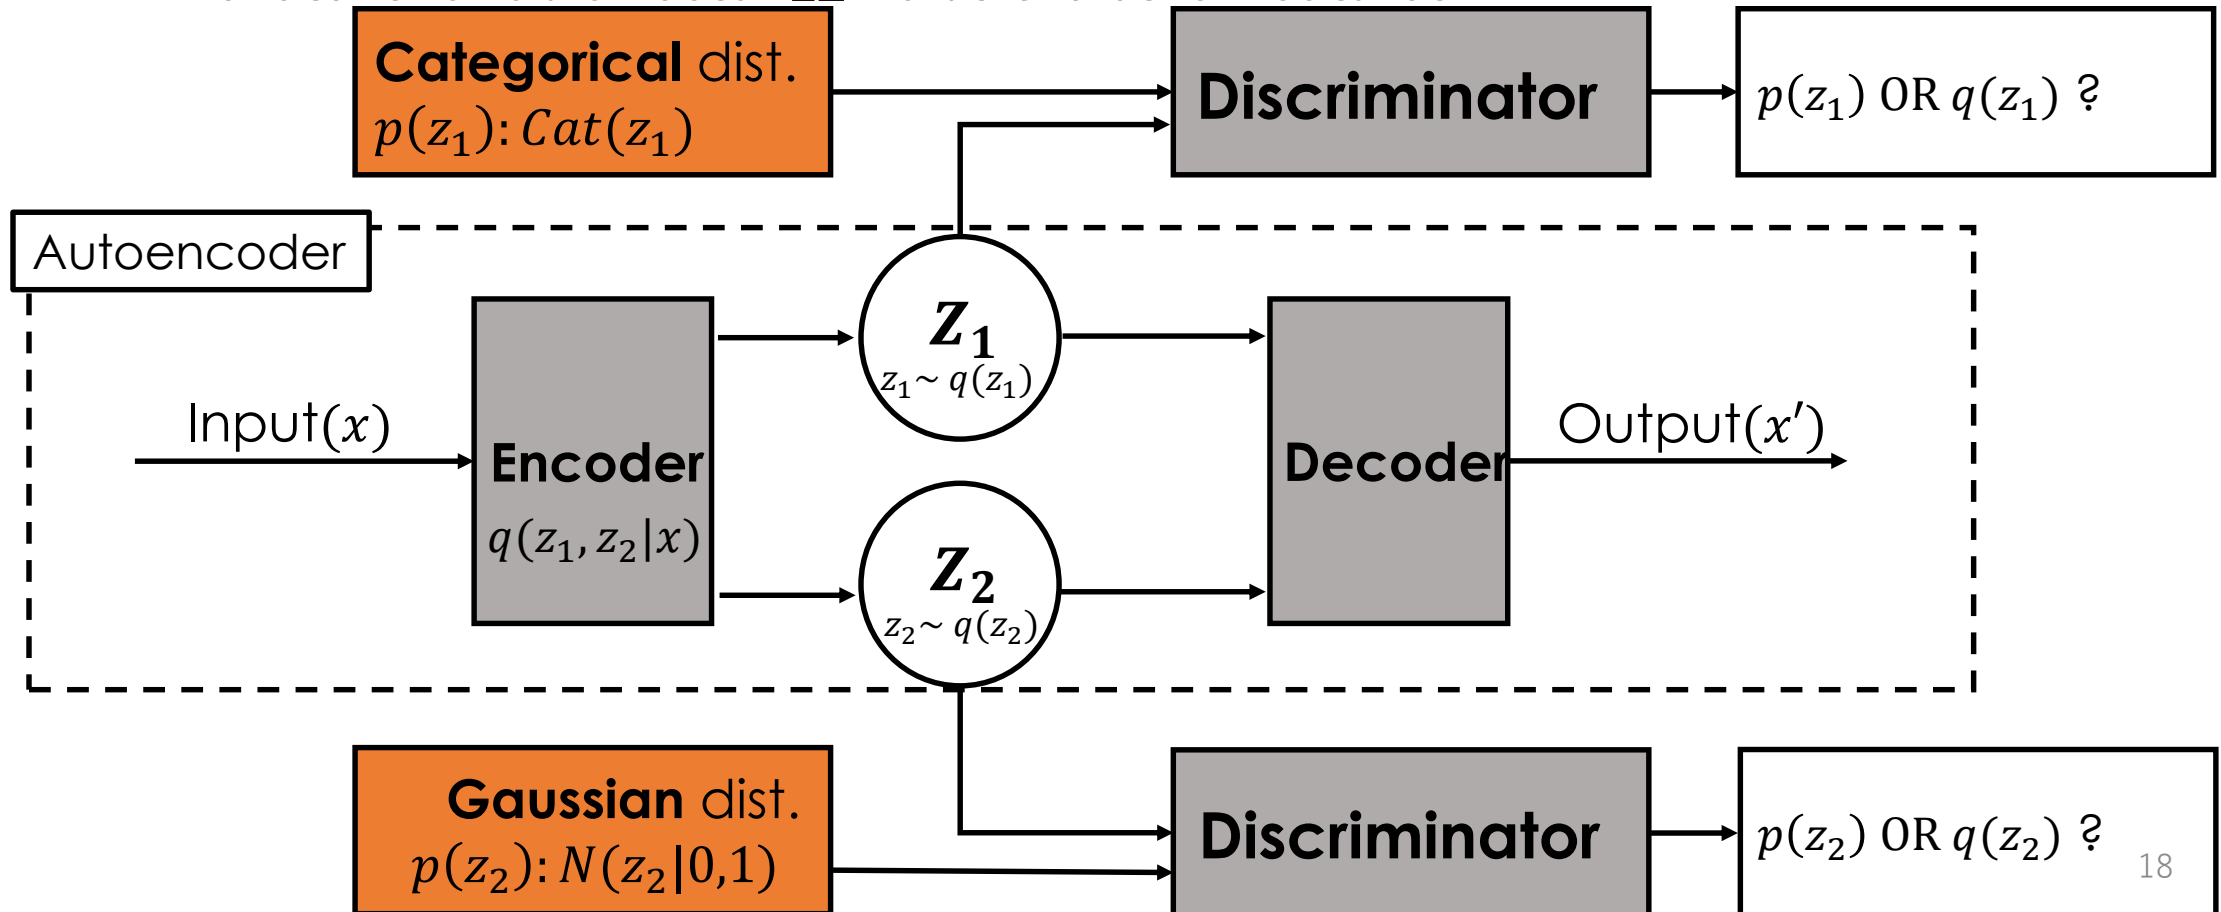 Categorical dist.
p(z₁): Cat(z₁)
Discriminator
p(z₁) OR q(z₁) ?
Autoencoder
Input(x)
Encoder
q(z₁, z₂|x)
Z₁
z₁~ q(z₁)
Z₂
z₂~ q(z₂)
Decoder
Output(x′)
Gaussian dist.
p(z₂): N(z₂|0,1)
Discriminator
p(z₂) OR q(z₂) ?
18